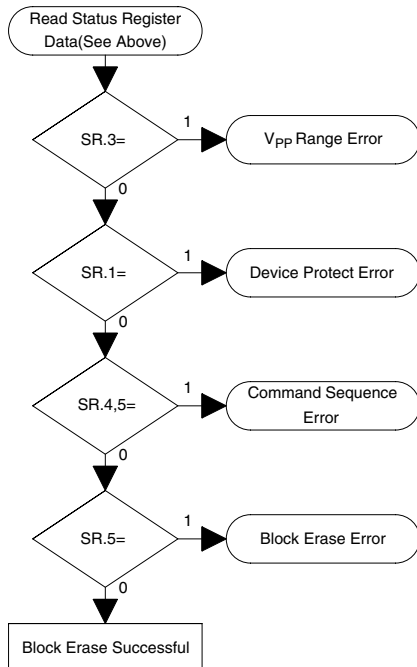 Read Status Register
Data(See Above)
SR.3=
1
VPP Range Error
0
SR.1=
1
Device Protect Error
0
SR.4,5=
1
Command Sequence
Error
0
SR.5=
1
Block Erase Error
0
Block Erase Successful